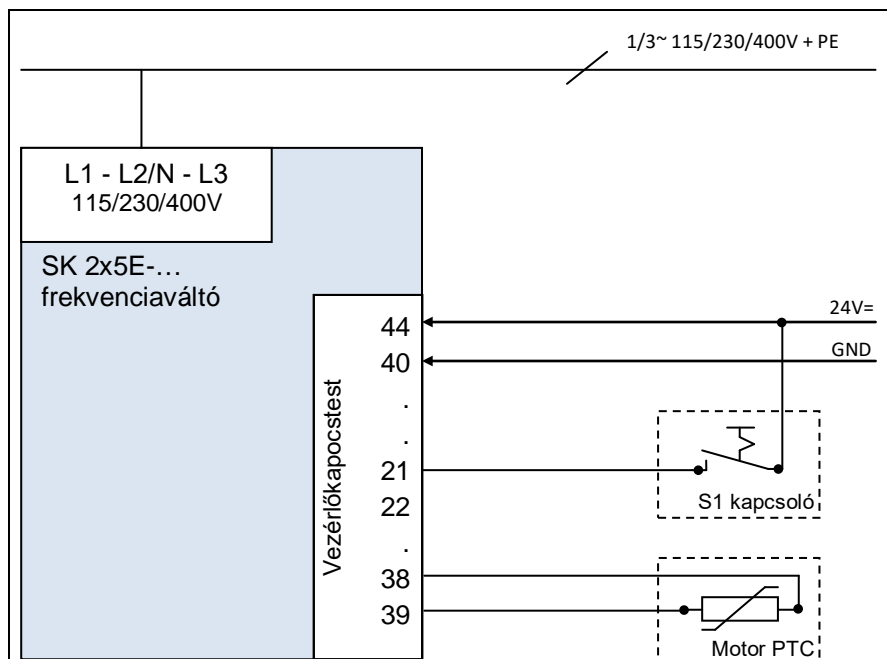 1/3~ 115/230/400V + PE
L1 - L2/N - L3
115/230/400V
SK 2x5E-…
frekvenciaváltó
24V=
44
GND
40
.
.
Vezérlőkapocstest
21
S1 kapcsoló
22
.
38
39
Motor PTC